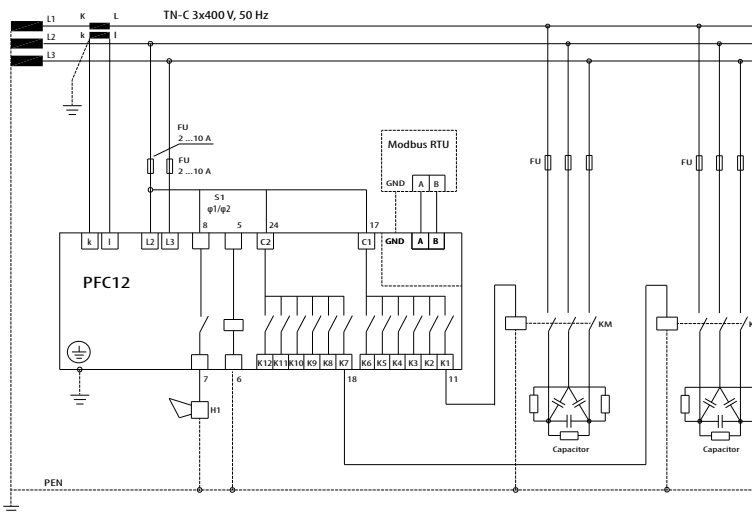 TN-C 3x400 V, 50 Hz
L1 K L
L2 k l
L3
FU
2 ...10 A
FU
2 ...10 A
Modbus RTU
GND A B
FU
FU
S1
φ1/φ2
8 5 24 17
k l L2 L3 C2 C1 GND A B
PFC12
KM
K
K12 K11 K10 K9 K8 K7 K6 K5 K4 K3 K2 K1
7 6 18 11
H1
Capacitor
Capacitor
PEN